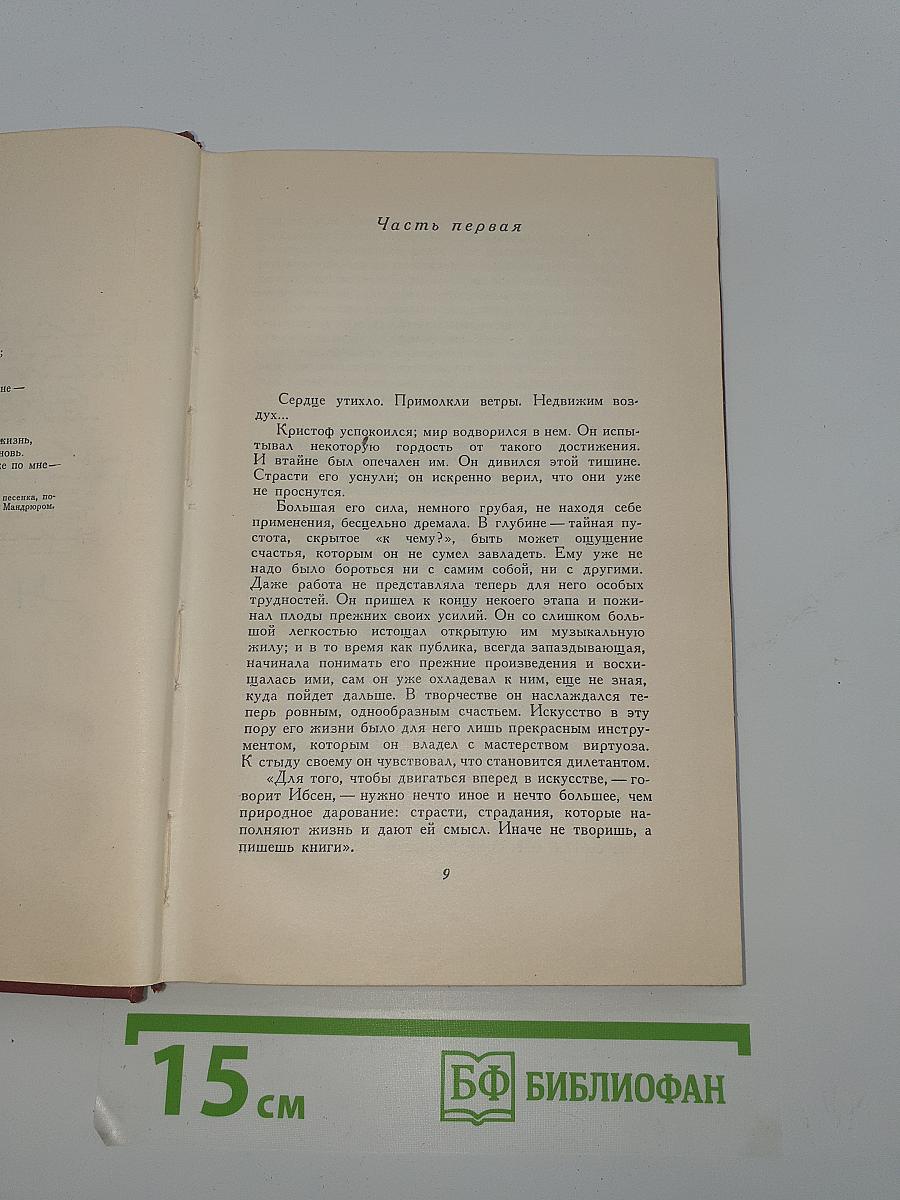 ;
не —
жизнь,
новь.
же по мне —
песенка, по-
Мандрюром.
Часть первая
Сердце утихло. Примолкли ветры. Недвижим воз-
дух...
Кристоф успокоился; мир водворился в нем. Он испы-
тывал некоторую гордость от такого достижения.
И втайне был опечален им. Он дивился этой тишине.
Страсти его уснули; он искренно верил, что они уже
не проснутся.
Большая его сила, немного грубая, не находя себе
применения, бесцельно дремала. В глубине — тайная пу-
стота, скрытое «к чему?», быть может ощущение
счастья, которым он не сумел завладеть. Ему уже не
надо было бороться ни с самим собой, ни с другими.
Даже работа не представляла теперь для него особых
трудностей. Он пришел к концу некоего этапа и пожи-
нал плоды прежних своих усилий. Он со слишком боль-
шой легкостью истощал открытую им музыкальную
жилу; и в то время как публика, всегда запаздывающая,
начинала понимать его прежние произведения и восхи-
щалась ими, сам он уже охладевал к ним, еще не зная,
куда пойдет дальше. В творчестве он наслаждался те-
перь ровным, однообразным счастьем. Искусство в эту
пору его жизни было для него лишь прекрасным инстру-
ментом, которым он владел с мастерством виртуоза.
К стыду своему он чувствовал, что становится дилетантом.
«Для того, чтобы двигаться вперед в искусстве, — го-
ворит Ибсен, — нужно нечто иное и нечто большее, чем
природное дарование: страсти, страдания, которые на-
полняют жизнь и дают ей смысл. Иначе не творишь, а
пишешь книги».
9
15 см
БФ БИБЛИОФАН